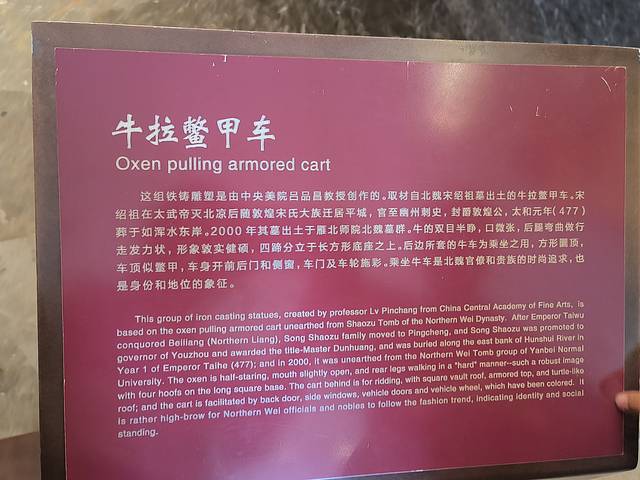 牛拉鳖甲车
Oxen pulling armored cart
这组铁铸雕塑是由中央美院吕品昌教授创作的。取材自北魏宋绍祖墓出土的牛拉鳖甲车。宋
绍祖在太武帝灭北凉后随敦煌宋氏大族迁居平城，官至幽州刺史，封爵敦煌公，太和元年(477)
葬于如浑水东岸。2000年其墓出土于雁北师院北魏墓群。牛的双目半睁，口微张，后腿弯曲做行
走发力状，形象敦实健硕，四蹄分立于长方形底座之上。后边所套的牛车为乘坐之用，方形圆顶，
车顶似鳖甲，车身开前后门和侧窗，车门及车轮施彩。乘坐牛车是北魏官僚和贵族的时尚追求，也
是身份和地位的象征。
This group of iron casting statues, created by professor Lv Pinchang from China Central Academy of Fine Arts, is
based on the oxen pulling armored cart unearthed from Shaozu Tomb of the Northern Wei Dynasty. After Emperor Taiwu
conquored Beiliang (Northern Liang), Song Shaozu family moved to Pingcheng, and Song Shaozu was promoted to
governor of Youzhou and awarded the title-Master Dunhuang, and was buried along the east bank of Hunshui River in
Year 1 of Emperor Taihe (477); and in 2000, it was unearthed from the Northern Wei Tomb group of Yanbei Normal
University. The oxen is half-staring, mouth slightly open, and rear legs walking in a "hard" manner--such a robust image
with four hoofs on the long square base. The cart behind is for ridding, with square vault roof, armored top, and turtle-like
roof; and the cart is facilitated by back door, side windows, vehicle doors and vehicle wheel, which have been colored. It
is rather high-brow for Northern Wei officials and nobles to follow the fashion trend, indicating identity and social
standing.